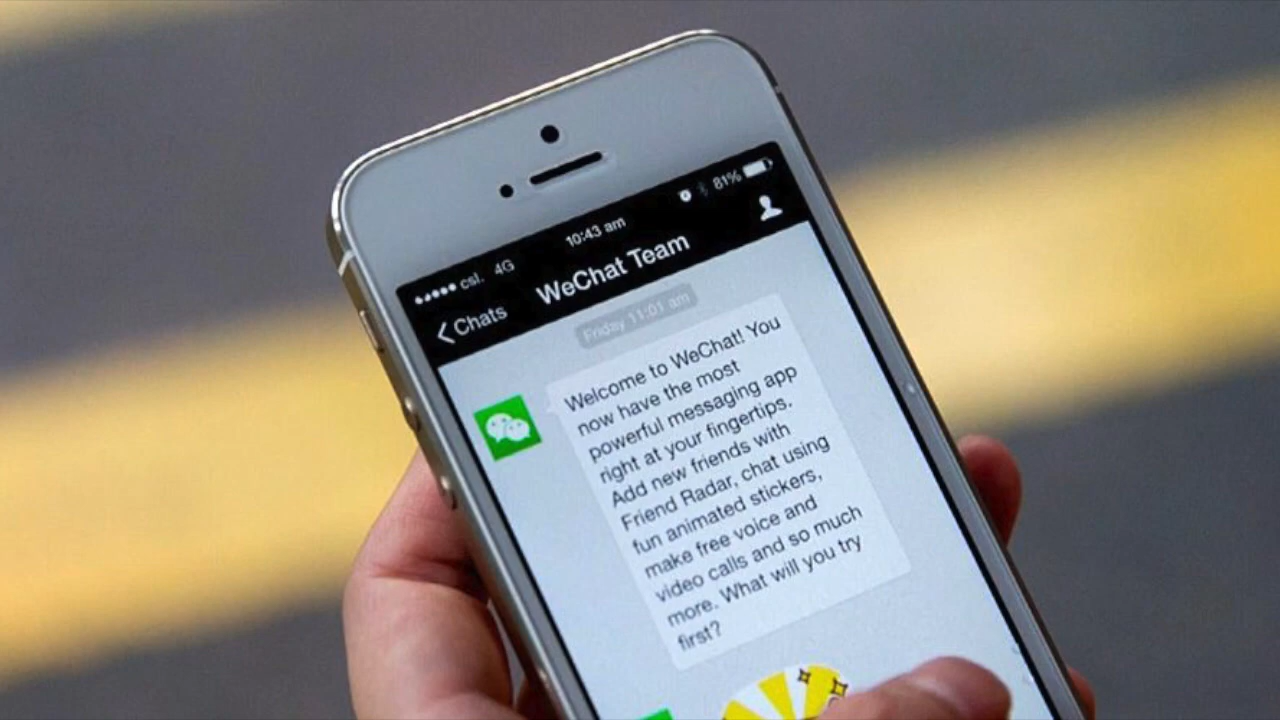 csl. 4G 10:43 am 81%
Chats WeChat Team
Friday 11:01 am
Welcome to WeChat! You
now have the most
powerful messaging app
right at your fingertips.
Add new friends with
Friend Radar, chat using
fun animated stickers,
make free voice and
video calls and so much
more. What will you try
first?